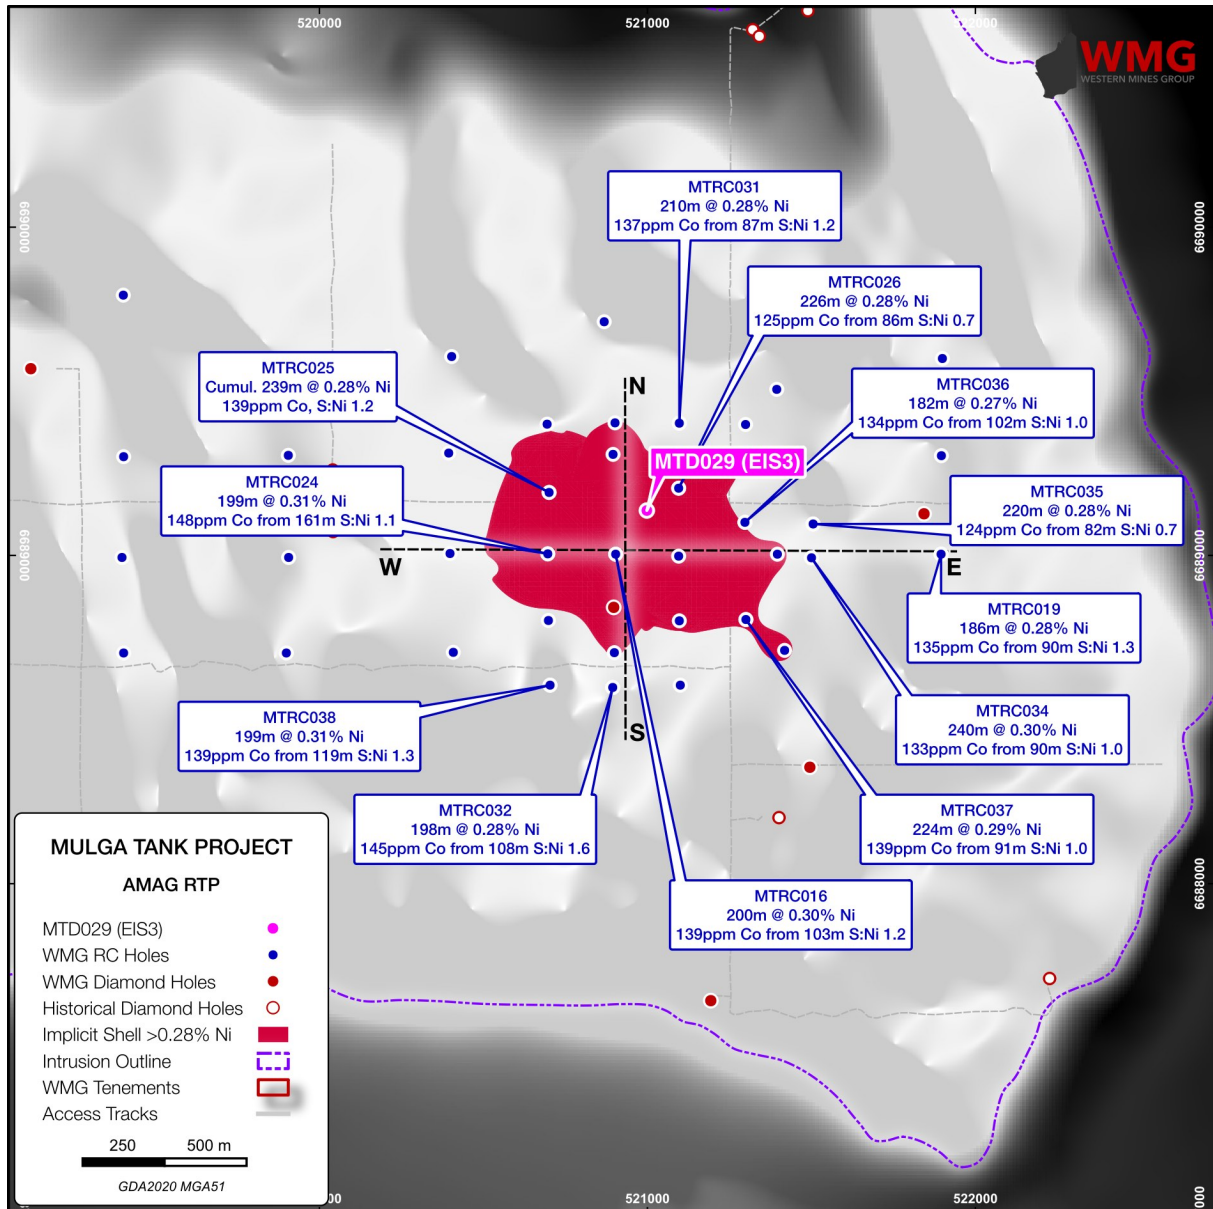 520000
521000
522000
WMG
WESTERN MINES GROUP
6690000
6690000
MTRC031
210m @ 0.28% Ni
137ppm Co from 87m S:Ni 1.2
MTRC026
226m @ 0.28% Ni
125ppm Co from 86m S:Ni 0.7
MTRC025
Cumul. 239m @ 0.28% Ni
139ppm Co, S:Ni 1.2
N
MTRC036
182m @ 0.27% Ni
134ppm Co from 102m S:Ni 1.0
MTD029 (EIS3)
MTRC024
199m @ 0.31% Ni
148ppm Co from 161m S:Ni 1.1
MTRC035
220m @ 0.28% Ni
124ppm Co from 82m S:Ni 0.7
6689000
6689000
W
E
MTRC019
186m @ 0.28% Ni
135ppm Co from 90m S:Ni 1.3
MTRC038
199m @ 0.31% Ni
139ppm Co from 119m S:Ni 1.3
S
MTRC034
240m @ 0.30% Ni
133ppm Co from 90m S:Ni 1.0
MTRC032
198m @ 0.28% Ni
145ppm Co from 108m S:Ni 1.6
MTRC037
224m @ 0.29% Ni
139ppm Co from 91m S:Ni 1.0
6688000
MTRC016
200m @ 0.30% Ni
139ppm Co from 103m S:Ni 1.2
MULGA TANK PROJECT
AMAG RTP
MTD029 (EIS3)
WMG RC Holes
WMG Diamond Holes
Historical Diamond Holes
Implicit Shell >0.28% Ni
Intrusion Outline
WMG Tenements
Access Tracks
250
500 m
GDA2020 MGA51
00
521000
522000
000